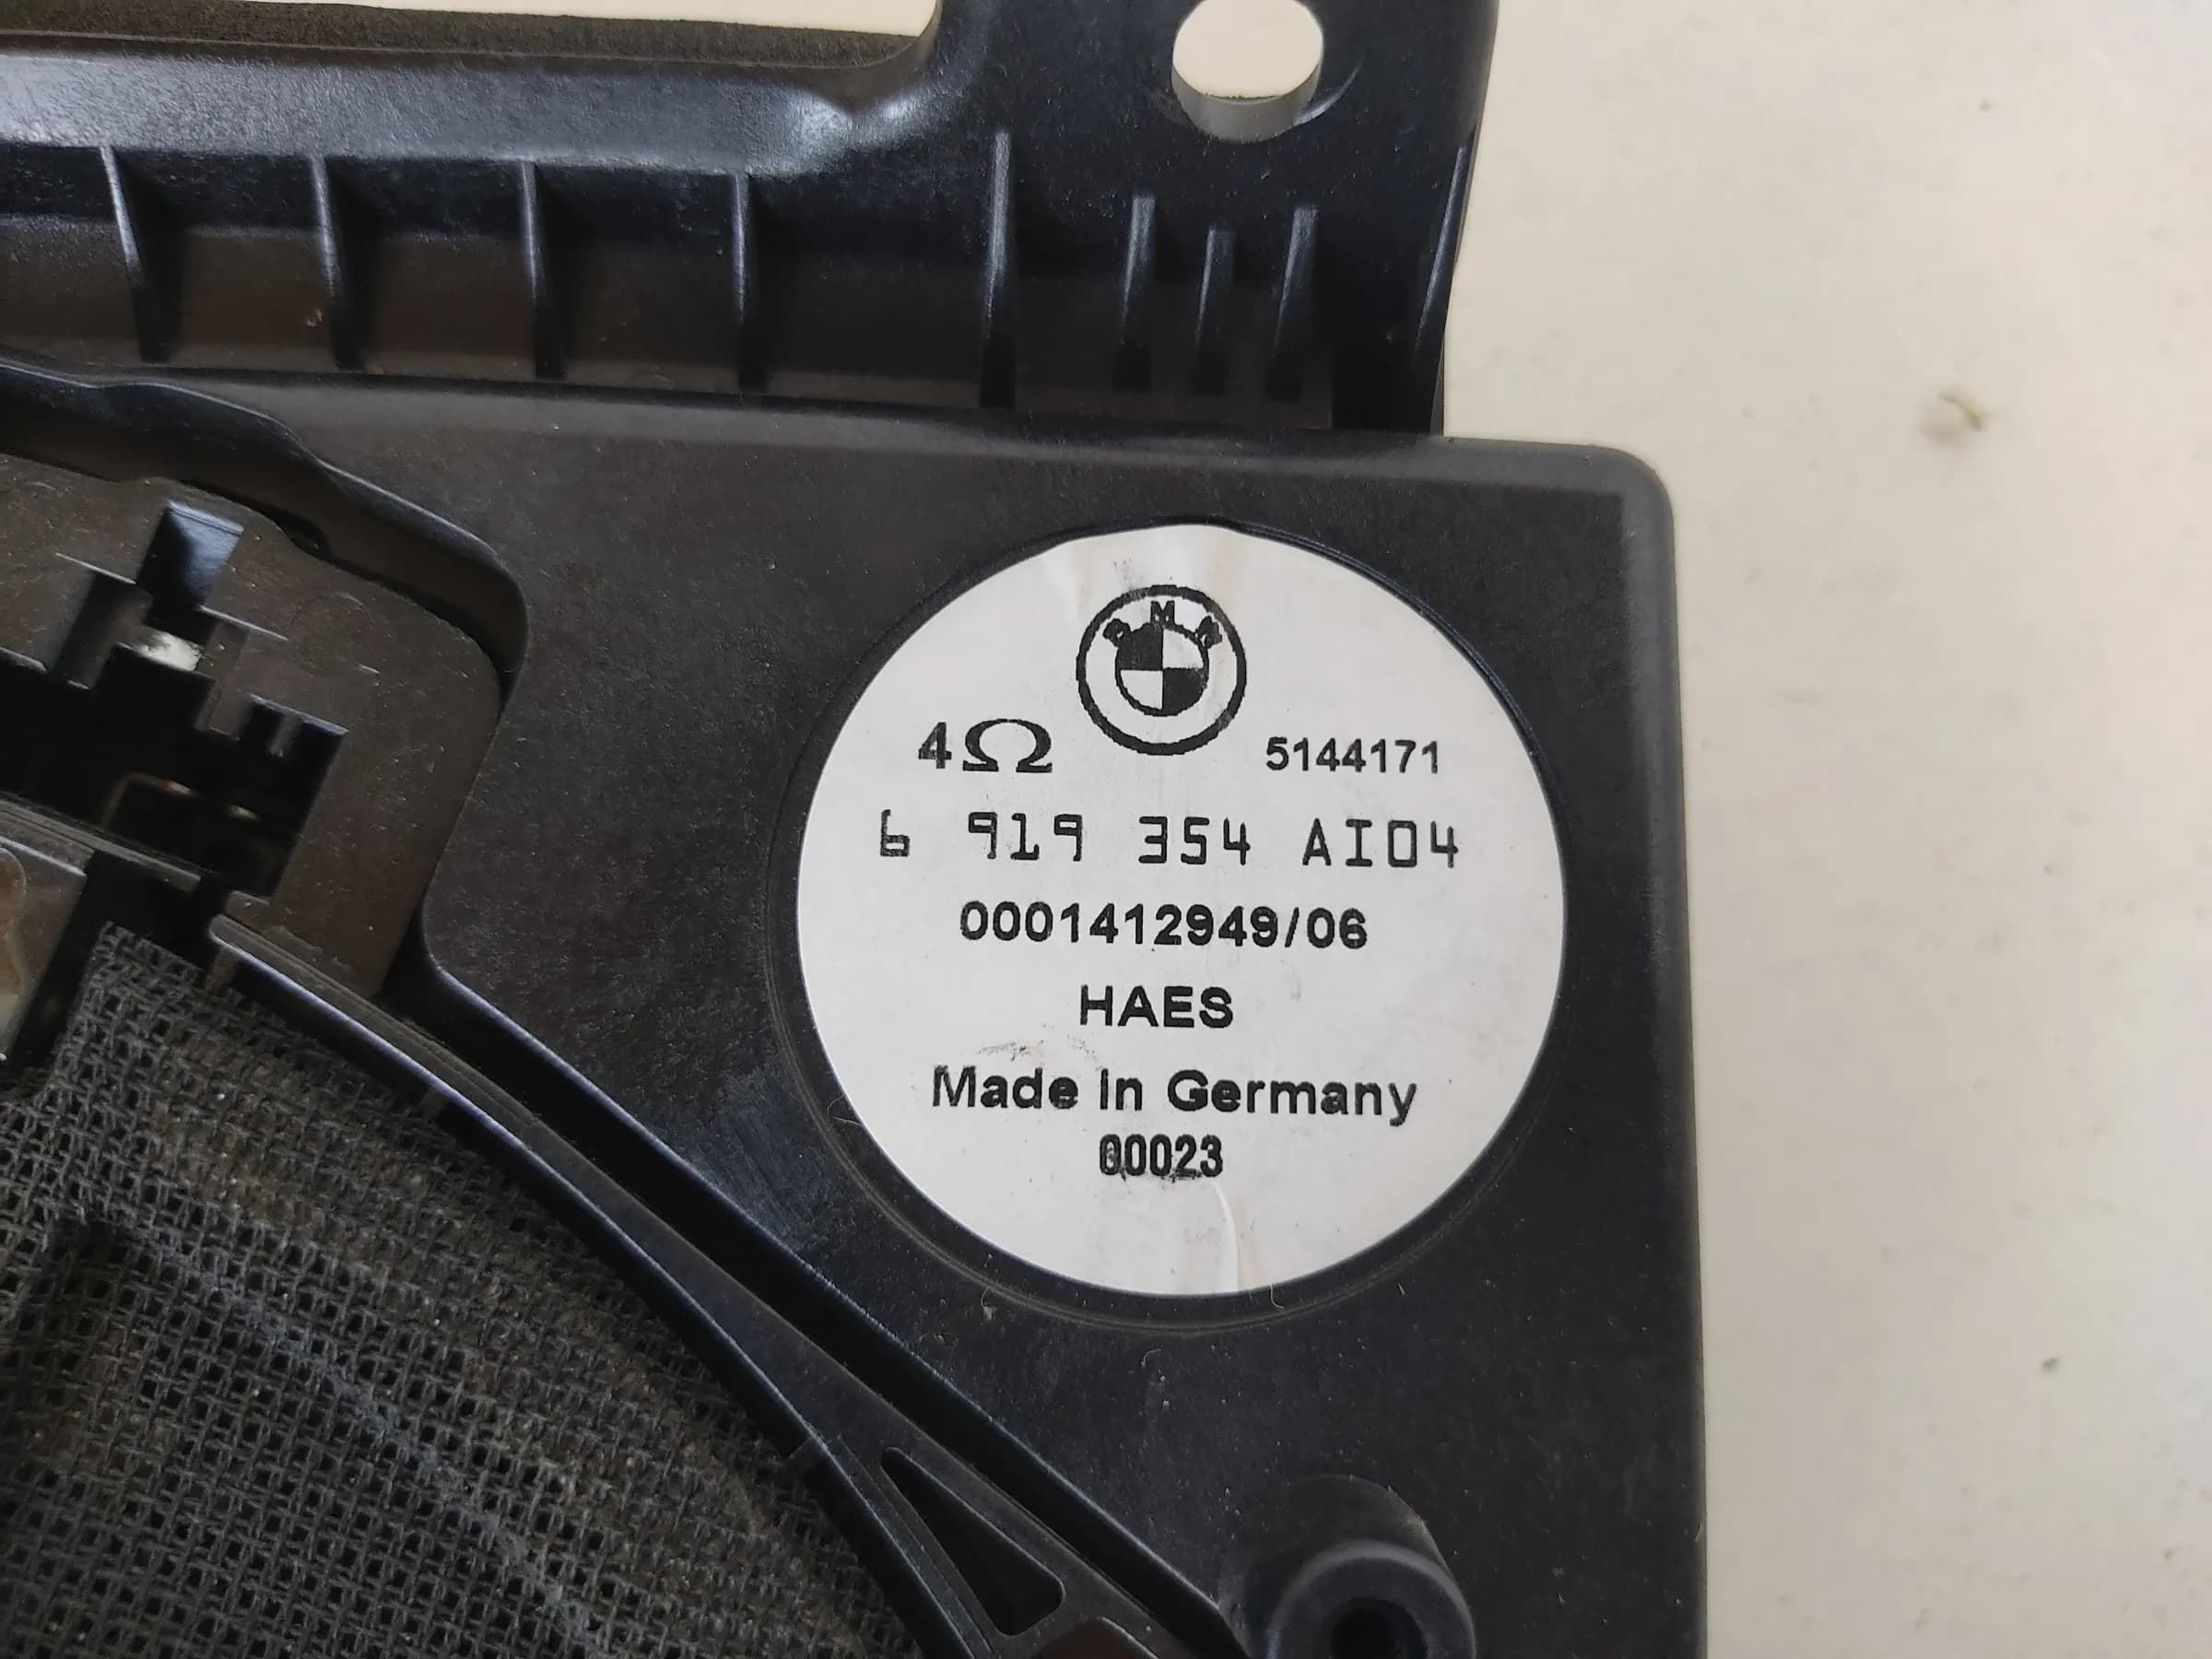 BMW
4Ω 5144171
6 919 354 AI04
0001412949/06
HAES
Made in Germany
00023